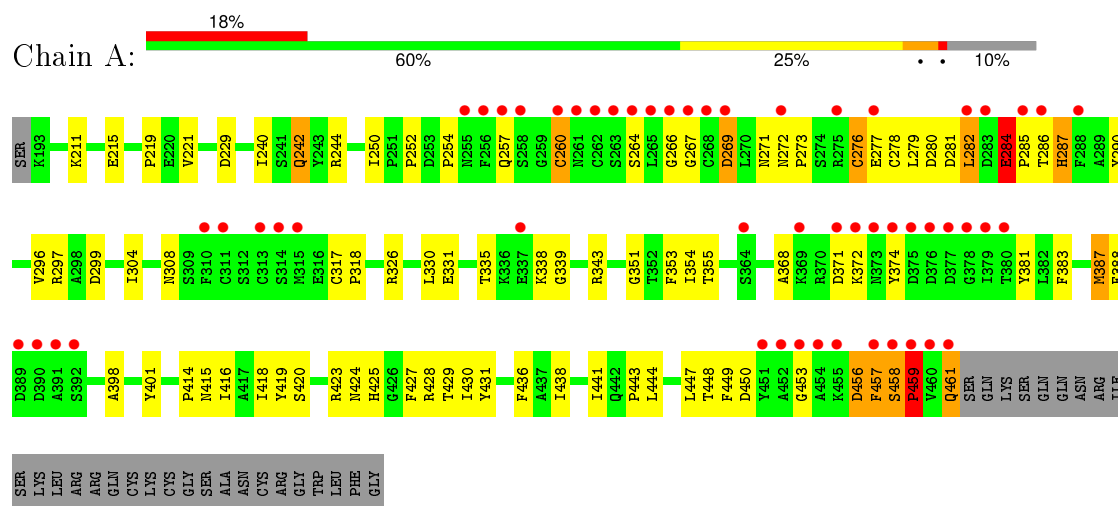 18%
Chain A:
60% 25% • • 10%
SER K193 K211 E215 P219 E220 V221 D229 I240 S241 Q242 Y243 R244 I250 P251 P252 D253 P254 N255 F256 Q257 S258 G259 C260 N261 C262 S263 S264 L265 G266 G267 C268 D269 L270 N271 N272 P273 S274 R275 C276 E277 C278 L279 D280 D281 L282 D283 E284 P285 T286 H287 F288 A289 Y290
V296 R297 A298 D299 I304 N308 S309 F310 C311 S312 C313 S314 M315 E316 C317 P318 R326 L330 E331 T335 K336 E337 K338 G339 R343 G351 T352 F353 I354 T355 S364 A368 K369 R370 D371 K372 N373 Y374 D375 D376 D377 G378 I379 T380 Y381 L382 F383 M387
D389 D390 A391 S392 A398 Y401 P414 N415 I416 A417 I418 Y419 S420 R423 N424 H425 G426 F427 R428 T429 I430 Y431 F436 A437 I438 I441 Q442 P443 L444 L447 T448 F449 D450 Y451 A452 G453 A454 K455 D456 F457 S458 P459 V460 Q461 SER GLN LYS SER GLN GLN ASN ARG
SER LYS LEU ARG ARG GLN CYS LYS CYS GLY SER ALA ASN CYS ARG GLY TRP LEU PHE GLY